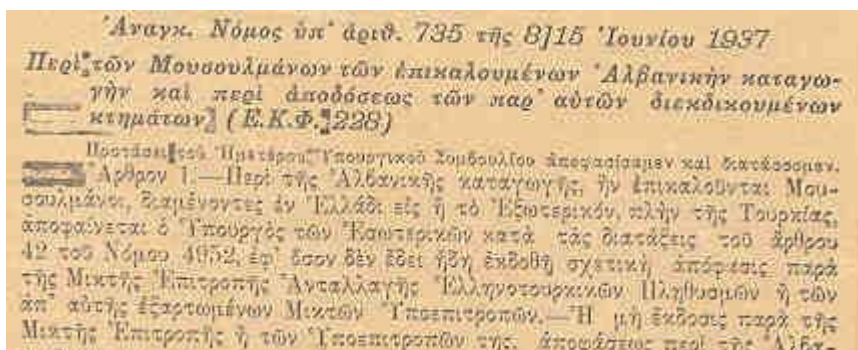 Ἀναγκ. Νόμος ὑπ' ἀριθ. 735 τῆς 8]15 Ἰουνίου 1937
Περὶ τῶν Μουσουλμάνων τῶν ἐπικαλουμένων Ἀλβανικὴν καταγω-
γὴν καὶ περὶ ἀποδόσεως τῶν παρ' αὐτῶν διεκδικουμένων
κτημάτων (Ε.Κ.Φ. 228)
Προτάσει τοῦ Ἡμετέρου Ὑπουργικοῦ Συμβουλίου ἀποφασίσαμεν καὶ διατάσσομεν.
Ἄρθρον 1.—Περὶ τῆς Ἀλβανικῆς καταγωγῆς, ἣν ἐπικαλοῦνται Μου-
σουλμάνοι, διαμένοντες ἐν Ἑλλάδι εἰς ἢ τὸ Ἐξωτερικόν, πλὴν τῆς Τουρκίας,
ἀποφαίνεται ὁ Ὑπουργὸς τῶν Ἐσωτερικῶν κατὰ τὰς διατάξεις τοῦ ἄρθρου
42 τοῦ Νόμου 4952, ἐφ' ὅσον δὲν ἔδει ἤδη ἐκδοθῆ σχετικὴ ἀπόφασις παρὰ
τῆς Μικτῆς Ἐπιτροπῆς Ἀνταλλαγῆς Ἑλληνοτουρκικῶν Πληθυσμῶν ἢ τῶν
ἀπ' αὐτῆς ἐξαρτωμένων Μικτῶν Ὑποεπιτροπῶν.—Ἡ μὴ ἔκδοσις παρὰ τῆς
Μικτῆς Ἐπιτροπῆς ἢ τῶν Ὑποεπιτροπῶν της, ἀποφάσεως περὶ τῆς Ἀλβα-